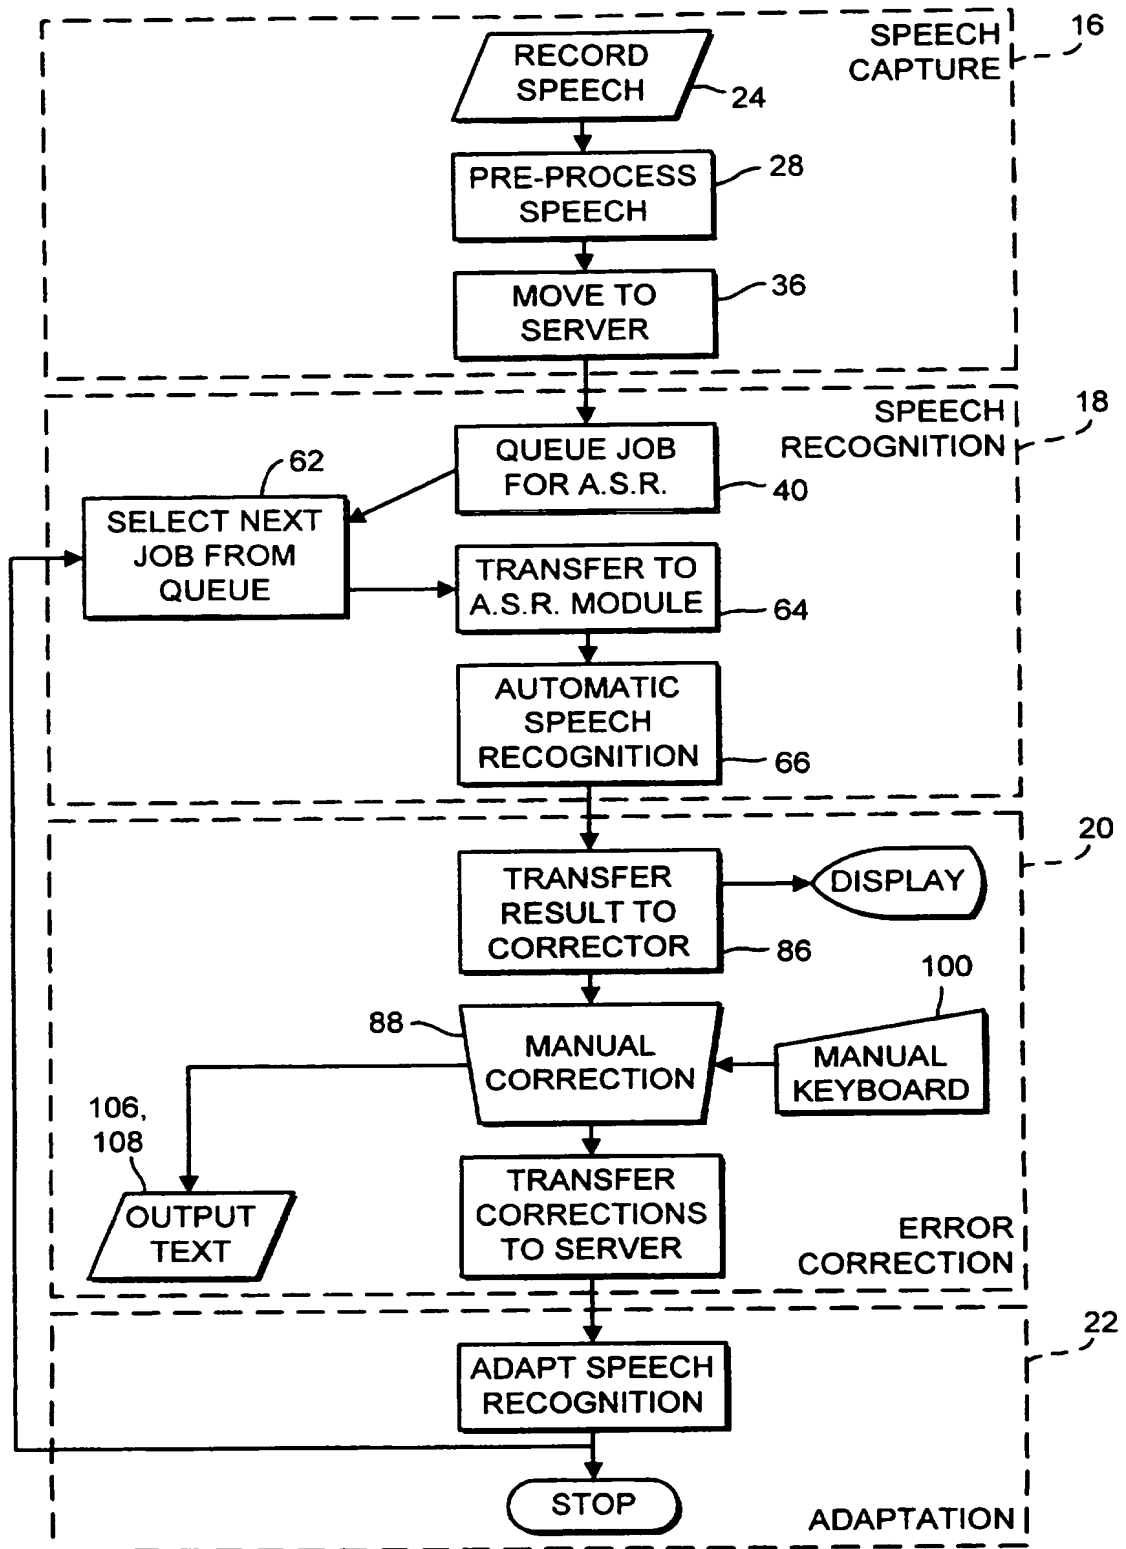 SPEECH
CAPTURE
16
RECORD
SPEECH
24
PRE-PROCESS
SPEECH
28
MOVE TO
SERVER
36
SPEECH
RECOGNITION
18
QUEUE JOB
FOR A.S.R.
40
62
SELECT NEXT
JOB FROM
QUEUE
TRANSFER TO
A.S.R. MODULE
64
AUTOMATIC
SPEECH
RECOGNITION
66
20
TRANSFER
RESULT TO
CORRECTOR
86
DISPLAY
88
MANUAL
CORRECTION
100
MANUAL
KEYBOARD
106,
108
OUTPUT
TEXT
TRANSFER
CORRECTIONS
TO SERVER
ERROR
CORRECTION
22
ADAPT SPEECH
RECOGNITION
STOP
ADAPTATION